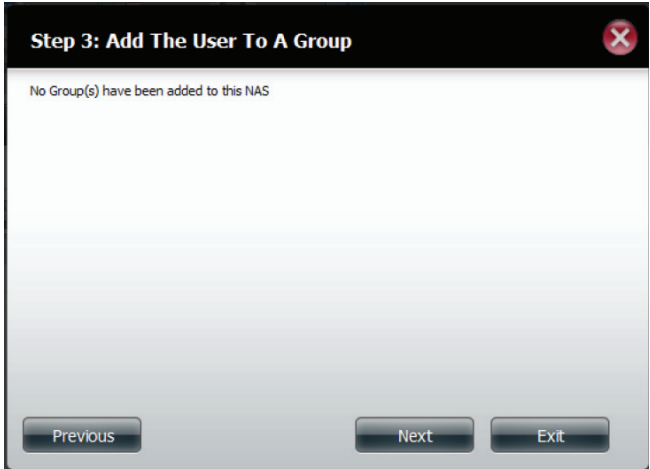 Step 3: Add The User To A Group
No Group(s) have been added to this NAS
Previous Next Exit